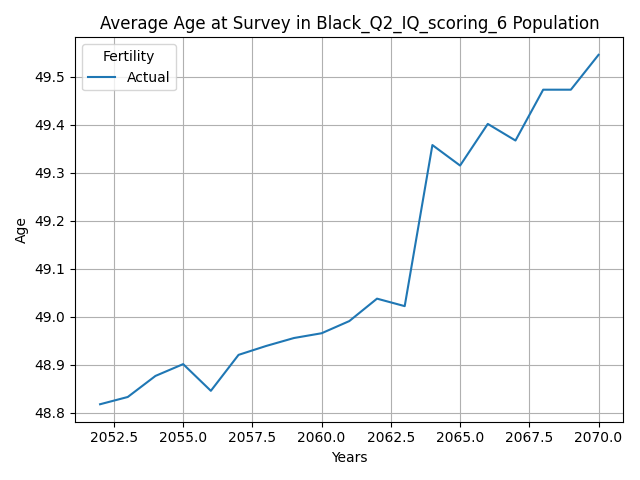 Average Age at Survey in Black_Q2_IQ_scoring_6 Population
Fertility
Actual
49.5
49.4
49.3
49.2
49.1
49.0
48.9
48.8
Age
2052.5 2055.0 2057.5 2060.0 2062.5 2065.0 2067.5 2070.0
Years